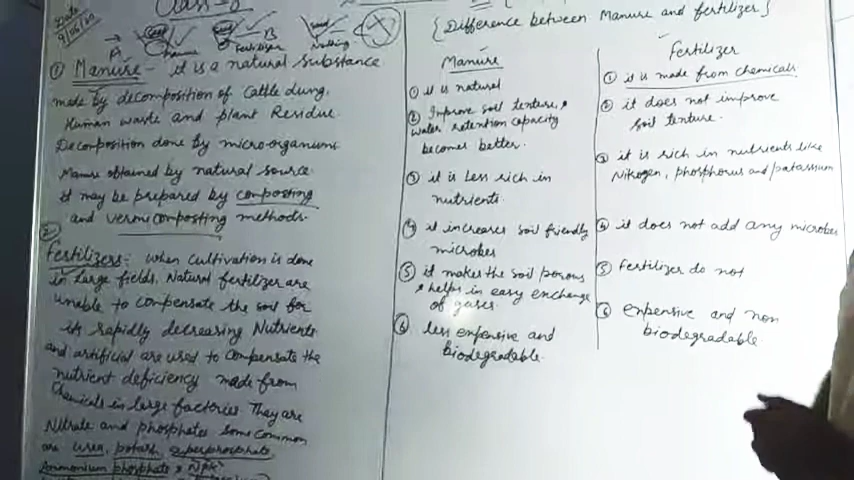 Class-8
Date
9/06/20
A
Manure
B
Fertilizer
Nothing
① Manure - it is a natural substance
made by decomposition of Cattle dung.
Human waste and plant Residue.
Decomposition done by microorganisms
Manure obtained by natural source.
it may be prepared by composting
and vermicomposting methods.
② Fertilizers - when cultivation is done
in large fields. Natural fertilizer are
unable to compensate the soil for
its rapidly decreasing Nutrients
and artificial are used to compensate the
nutrient deficiency made from
Chemicals in large factories They are
Nitrate and phosphates some common
are urea, potash, superphosphate,
Ammonium phosphate & NPK
{ Difference between Manure and fertilizer }
Manure
① it is natural
② Improve soil tenture, &
water retention capacity
becomes better.
③ it is less rich in
nutrients.
④ it increases soil friendly
microbes
⑤ it makes the soil porous
& helps in easy exchange
of gases.
⑥ less expensive and
biodegradable.
Fertilizer
① it is made from chemicals
② it does not improve
soil tenture.
③ it is rich in nutrients like
Nitrogen, phosphorus and/potassium
④ it does not add any microbes
⑤ Fertilizer do not
⑥ expensive and non
biodegradable